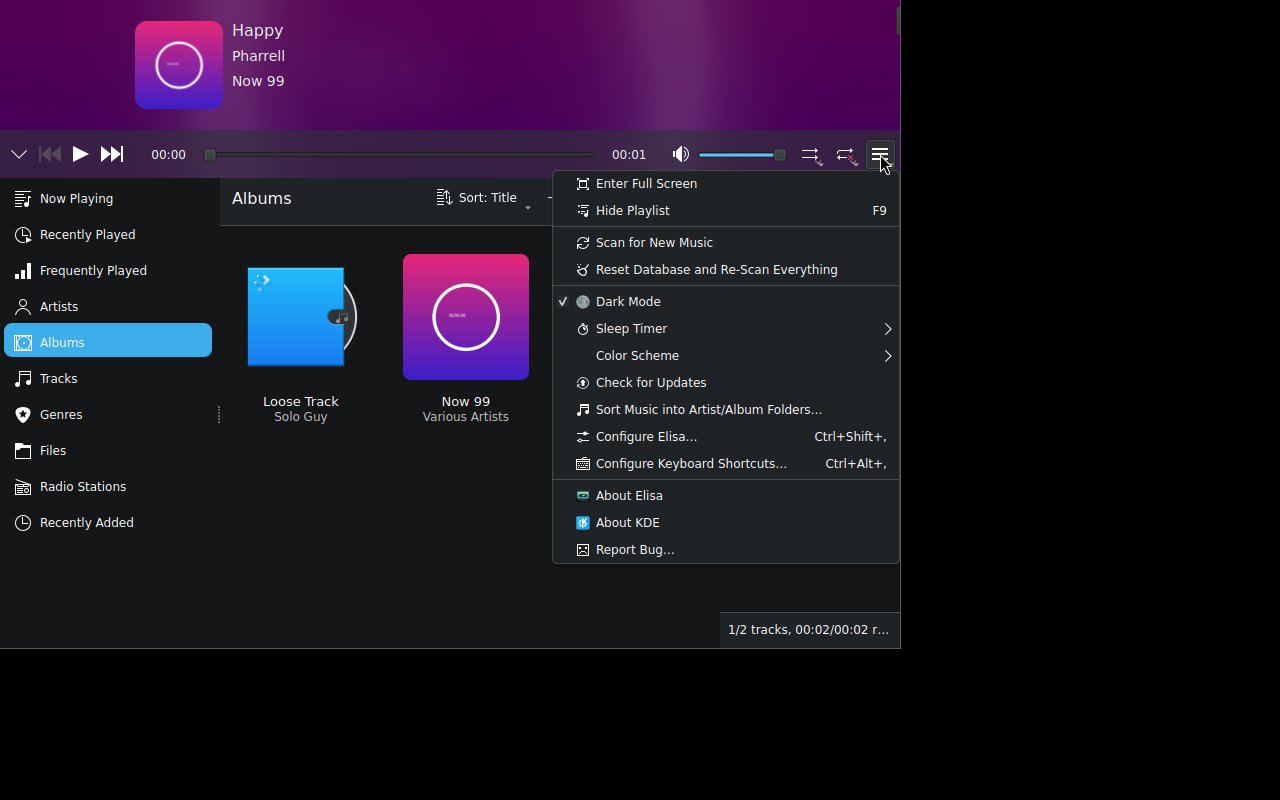 Happy
Pharrell
Now 99
00:00
00:01
Now Playing
Recently Played
Frequently Played
Artists
Albums
Tracks
Genres
Files
Radio Stations
Recently Added
Albums
Sort: Title
Loose Track
Solo Guy
NOW 99
Now 99
Various Artists
Enter Full Screen
Hide Playlist F9
Scan for New Music
Reset Database and Re-Scan Everything
Dark Mode
Sleep Timer
Color Scheme
Check for Updates
Sort Music into Artist/Album Folders...
Configure Elisa... Ctrl+Shift+,
Configure Keyboard Shortcuts... Ctrl+Alt+,
About Elisa
About KDE
Report Bug...
1/2 tracks, 00:02/00:02 r...